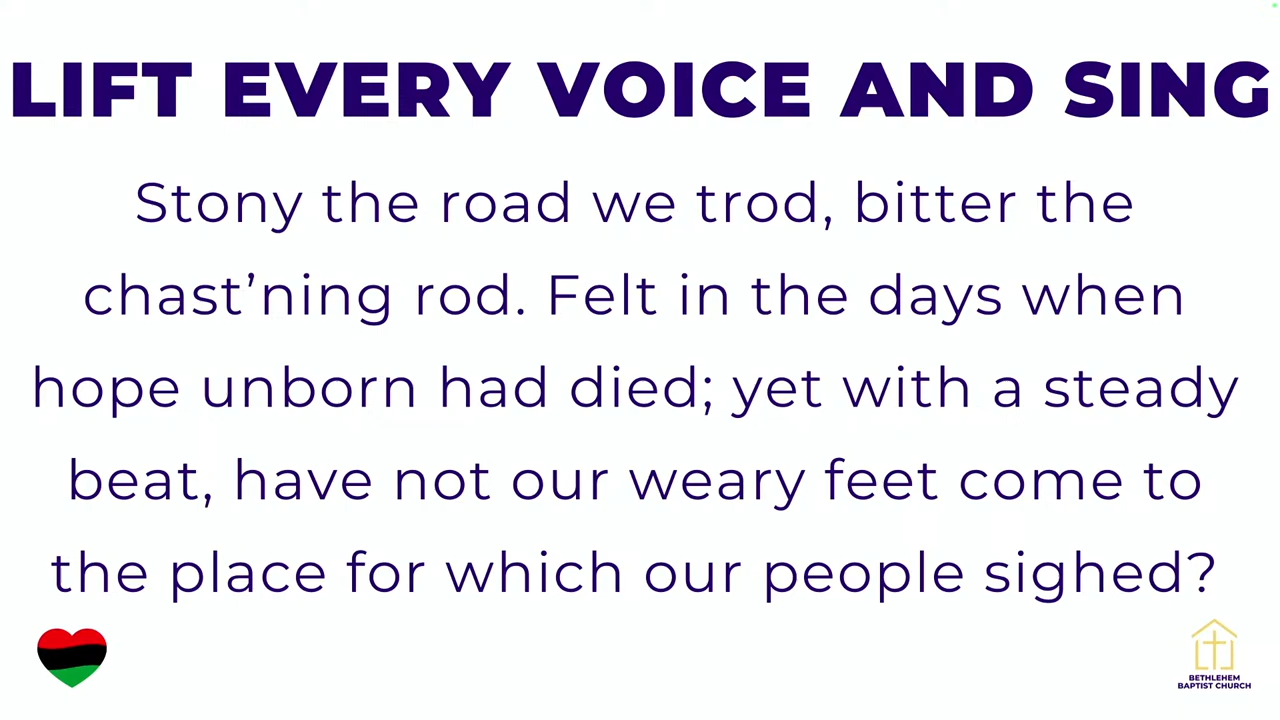 LIFT EVERY VOICE AND SING
Stony the road we trod, bitter the
chast’ning rod. Felt in the days when
hope unborn had died; yet with a steady
beat, have not our weary feet come to
the place for which our people sighed?
BETHLEHEM
BAPTIST CHURCH